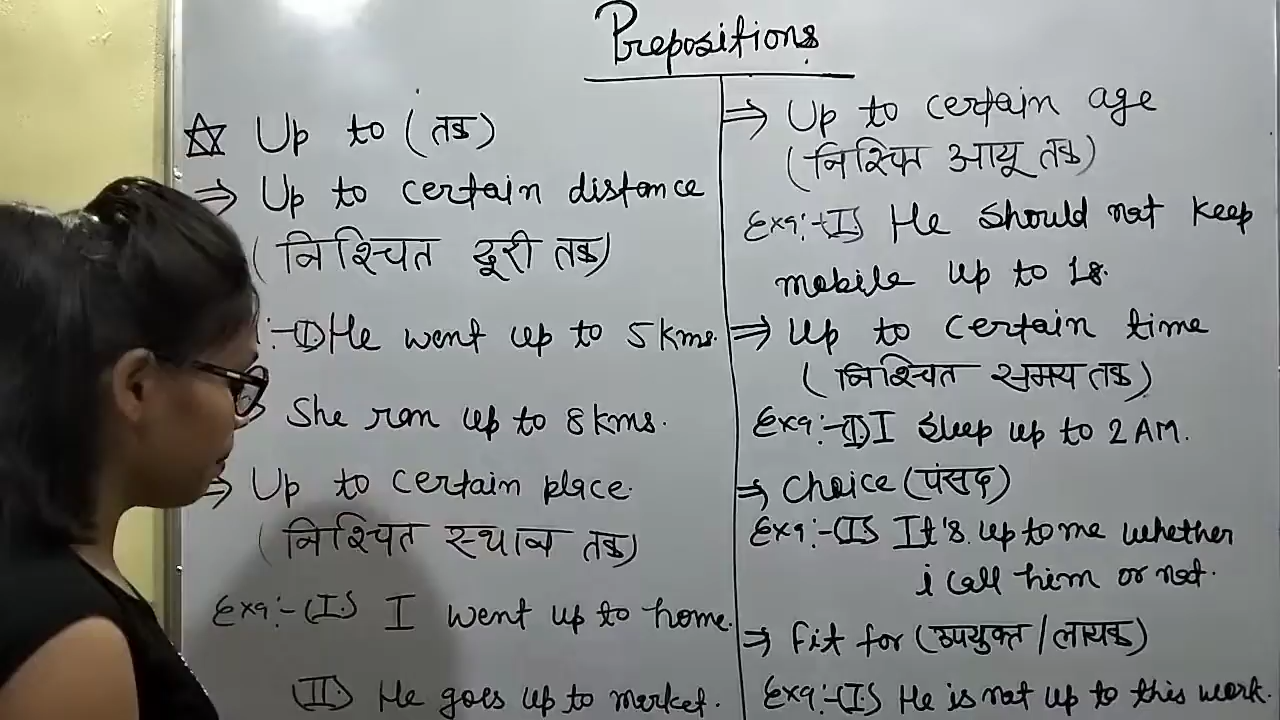 Prepositions
☆ Up to (तक)
⇒ Up to certain distance
(निश्चित दूरी तक)
:-(I) He went up to 5 kms.
She ran up to 8 kms.
⇒ Up to certain place.
(निश्चित स्थान तक)
Exa:-(I) I went up to home.
(II) He goes up to market.
⇒ Up to certain age
(निश्चित आयू तक)
Exa:-(I) He should not keep
mobile up to 18.
⇒ Up to certain time
(निश्चित समय तक)
Exa:-(I) I sleep up to 2 AM.
⇒ Choice (पंसद)
Exa:-(I) It's up to me whether
i call him or not.
⇒ Fit for (उपयुक्त/लायक)
Exa:-(I) He is not up to this work.